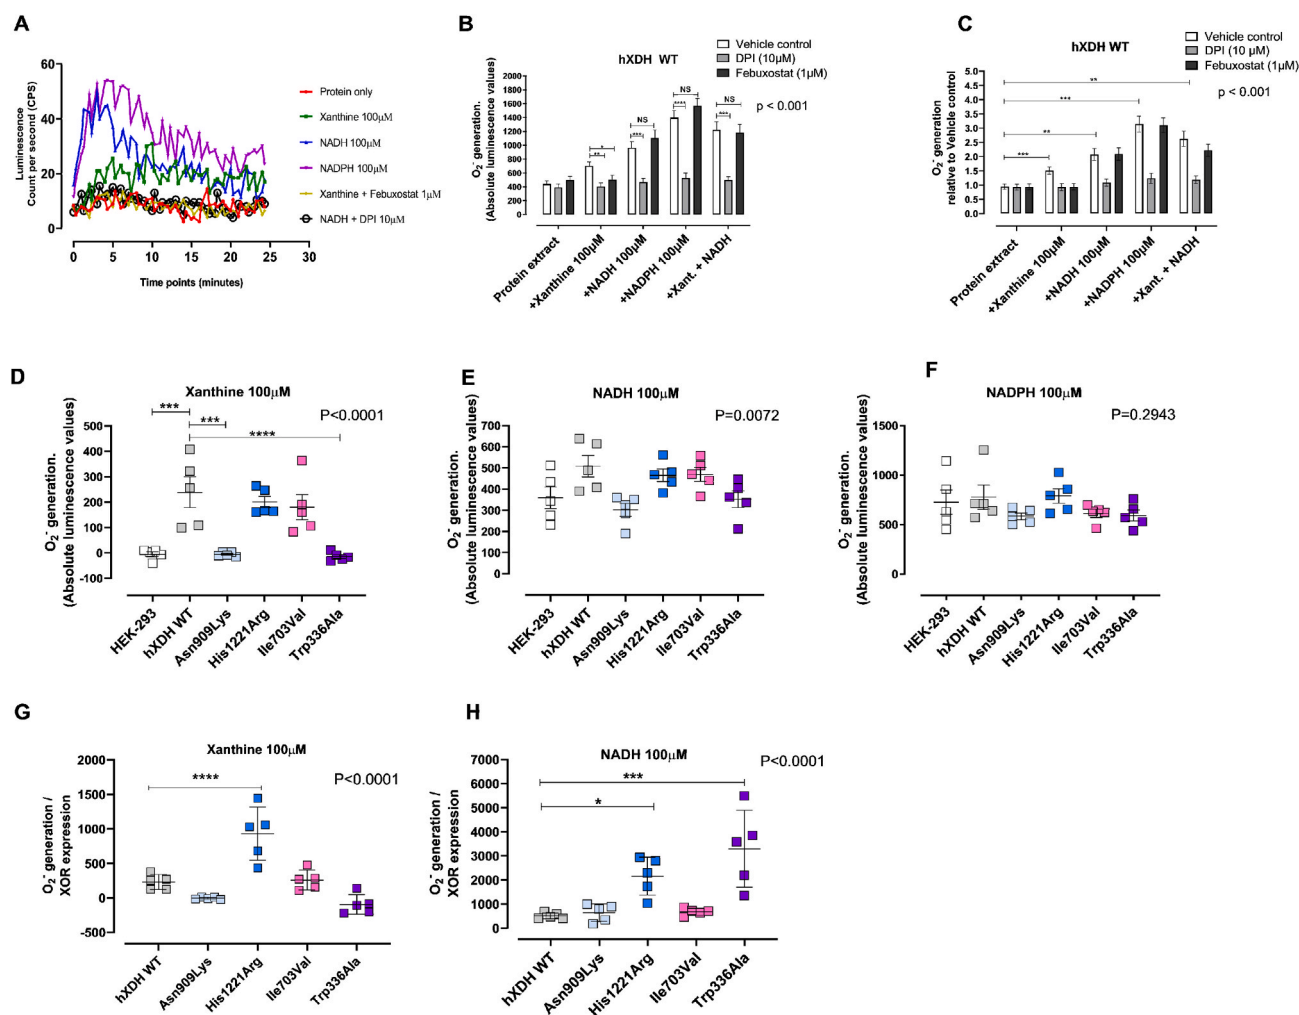 A
Luminescence
Count per second (CPS)
60
40
20
0
0 5 10 15 20 25 30
Time points (minutes)
Protein only
Xanthine 100μM
NADH 100μM
NADPH 100μM
Xanthine + Febuxostat 1μM
NADH + DPI 10μM
B
hXDH WT
Vehicle control
DPI (10μM)
Febuxostat (1μM)
p < 0.001
O₂⁻ generation.
(Absolute luminescence values)
2000
1800
1600
1400
1200
1000
800
600
400
200
0
** * *** NS **** NS *** NS
Protein extract
+Xanthine 100μM
+NADH 100μM
+NADPH 100μM
+Xant. + NADH
C
hXDH WT
Vehicle control
DPI (10 μM)
Febuxostat (1μM)
p < 0.001
O₂⁻ generation
relative to Vehicle control
5.0
4.5
4.0
3.5
3.0
2.5
2.0
1.5
1.0
0.5
0.0
**
***
**
***
Protein extract
+Xanthine 100μM
+NADH 100μM
+NADPH 100μM
+Xant. + NADH
D
Xanthine 100μM
P<0.0001
*** ***
****
O₂⁻ generation.
(Absolute luminescence values)
500
400
300
200
100
0
-100
HEK-293
hXDH WT
Asn909Lys
His1221Arg
Ile703Val
Trp336Ala
E
NADH 100μM
P=0.0072
O₂⁻ generation.
(Absolute luminescence values)
700
600
500
400
300
200
100
0
HEK-293
hXDH WT
Asn909Lys
His1221Arg
Ile703Val
Trp336Ala
F
NADPH 100μM
P=0.2943
O₂⁻ generation.
(Absolute luminescence values)
1500
1000
500
0
HEK-293
hXDH WT
Asn909Lys
His1221Arg
Ile703Val
Trp336Ala
G
Xanthine 100μM
P<0.0001
****
O₂⁻ generation /
XOR expression
2000
1500
1000
500
0
-500
hXDH WT
Asn909Lys
His1221Arg
Ile703Val
Trp336Ala
H
NADH 100μM
P<0.0001
***
*
O₂⁻ generation /
XOR expression
7000
6000
5000
4000
3000
2000
1000
0
hXDH WT
Asn909Lys
His1221Arg
Ile703Val
Trp336Ala